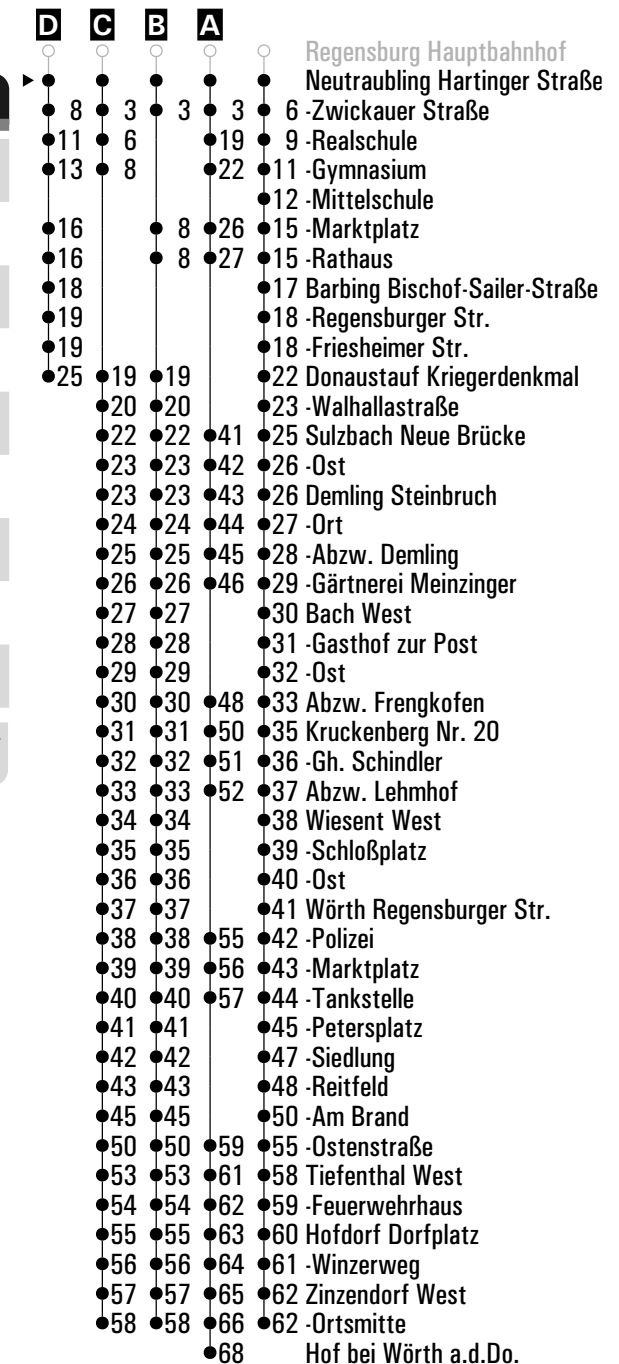 D C B A
Regensburg Hauptbahnhof
Neutraubling Hartinger Straße
8 3 3 3 6 -Zwickauer Straße
11 6 19 9 -Realschule
13 8 22 11 -Gymnasium
12 -Mittelschule
16 8 26 15 -Marktplatz
16 8 27 15 -Rathaus
18 17 Barbing Bischof-Sailer-Straße
19 18 -Regensburger Str.
19 18 -Friesheimer Str.
25 19 19 22 Donaustauf Kriegerdenkmal
20 20 23 -Walhallastraße
22 22 41 25 Sulzbach Neue Brücke
23 23 42 26 -Ost
23 23 43 26 Demling Steinbruch
24 24 44 27 -Ort
25 25 45 28 -Abzw. Demling
26 26 46 29 -Gärtnerei Meinzinger
27 27 30 Bach West
28 28 31 -Gasthof zur Post
29 29 32 -Ost
30 30 48 33 Abzw. Frengkofen
31 31 50 35 Kruckenberg Nr. 20
32 32 51 36 -Gh. Schindler
33 33 52 37 Abzw. Lehmhof
34 34 38 Wiesent West
35 35 39 -Schloßplatz
36 36 40 -Ost
37 37 41 Wörth Regensburger Str.
38 38 55 42 -Polizei
39 39 56 43 -Marktplatz
40 40 57 44 -Tankstelle
41 41 45 -Petersplatz
42 42 47 -Siedlung
43 43 48 -Reitfeld
45 45 50 -Am Brand
50 50 59 55 -Ostenstraße
53 53 61 58 Tiefenthal West
54 54 62 59 -Feuerwehrhaus
55 55 63 60 Hofdorf Dorfplatz
56 56 64 61 -Winzerweg
57 57 65 62 Zinzendorf West
58 58 66 62 -Ortsmitte
68 Hof bei Wörth a.d.Do.